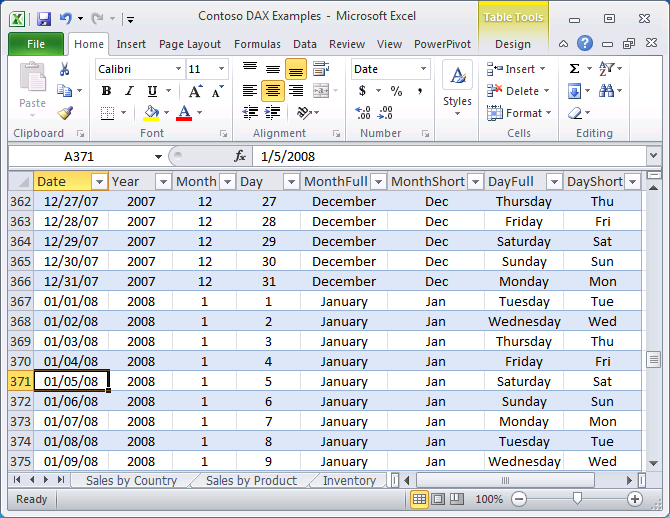 Contoso DAX Examples - Microsoft Excel
Table Tools
File Home Insert Page Layout Formulas Data Review View PowerPivot Design
Calibri 11 Date
Paste
B I U A A
$ % ,
Σ
Styles
Insert
Delete
Format
Clipboard Font Alignment Number Cells Editing
A371 fx 1/5/2008
Date Year Month Day MonthFull MonthShort DayFull DayShort
362 12/27/07 2007 12 27 December Dec Thursday Thu
363 12/28/07 2007 12 28 December Dec Friday Fri
364 12/29/07 2007 12 29 December Dec Saturday Sat
365 12/30/07 2007 12 30 December Dec Sunday Sun
366 12/31/07 2007 12 31 December Dec Monday Mon
367 01/01/08 2008 1 1 January Jan Tuesday Tue
368 01/02/08 2008 1 2 January Jan Wednesday Wed
369 01/03/08 2008 1 3 January Jan Thursday Thu
370 01/04/08 2008 1 4 January Jan Friday Fri
371 01/05/08 2008 1 5 January Jan Saturday Sat
372 01/06/08 2008 1 6 January Jan Sunday Sun
373 01/07/08 2008 1 7 January Jan Monday Mon
374 01/08/08 2008 1 8 January Jan Tuesday Tue
375 01/09/08 2008 1 9 January Jan Wednesday Wed
Sales by Country Sales by Product Inventory
Ready 100%